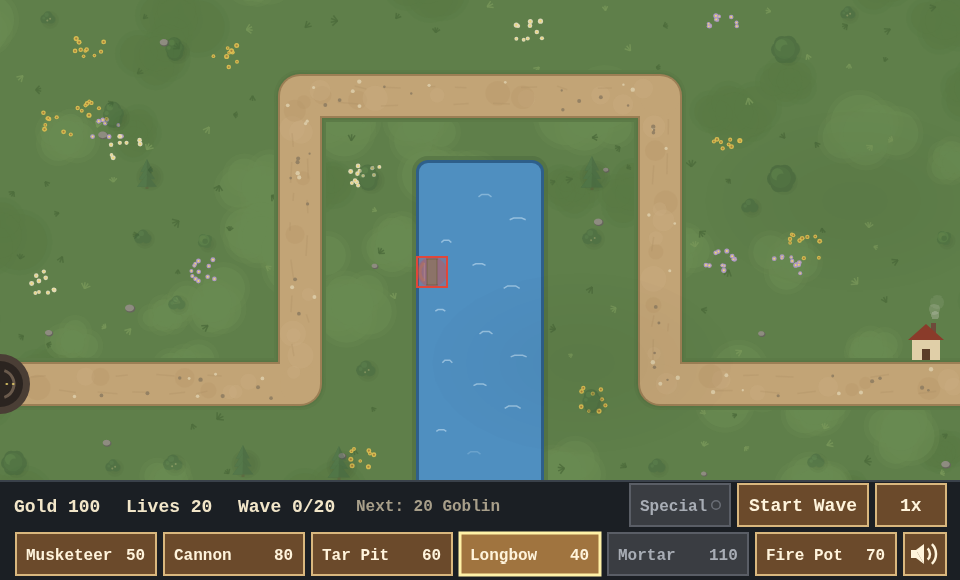 Gold 100 Lives 20 Wave 0/20 Next: 20 Goblin Special Start Wave 1x
Musketeer 50 Cannon 80 Tar Pit 60 Longbow 40 Mortar 110 Fire Pot 70